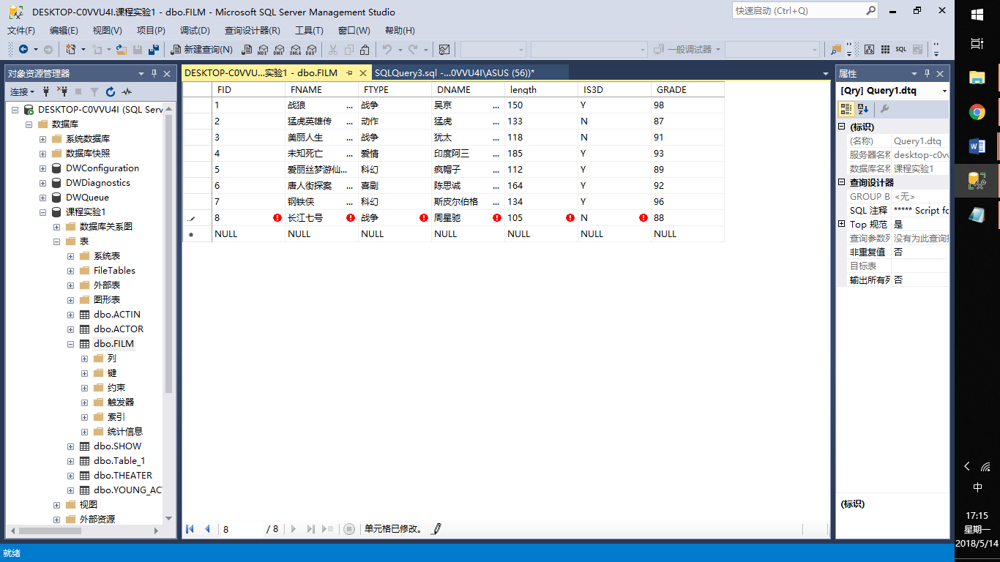 DESKTOP-C0VVU4I.课程实验1 - dbo.FILM - Microsoft SQL Server Management Studio
快速启动 (Ctrl+Q)
文件(F) 编辑(E) 视图(V) 项目(P) 调试(D) 查询设计器(R) 工具(T) 窗口(W) 帮助(H)
新建查询(N) MDX DMX XMLA DAX 一般调试器 SQL
对象资源管理器
连接
DESKTOP-C0VVU4I (SQL Serv
数据库
系统数据库
数据库快照
DWConfiguration
DWDiagnostics
DWQueue
课程实验1
数据库关系图
表
系统表
FileTables
外部表
图形表
dbo.ACTIN
dbo.ACTOR
dbo.FILM
列
键
约束
触发器
索引
统计信息
dbo.SHOW
dbo.Table_1
dbo.THEATER
dbo.YOUNG_AC
视图
外部资源
DESKTOP-C0VVU...实验1 - dbo.FILM SQLQuery3.sql -...0VVU4I\ASUS (56))*
FID FNAME FTYPE DNAME length IS3D GRADE
1 战狼 ... 战争 吴京 ... 150 Y 98
2 猛虎英雄传 ... 动作 猛虎 ... 133 N 87
3 美丽人生 ... 战争 犹太 ... 118 N 91
4 未知死亡 ... 爱情 印度阿三 ... 185 Y 93
5 爱丽丝梦游仙... 科幻 疯帽子 ... 112 Y 89
6 唐人街探案 ... 喜剧 陈思诚 ... 164 Y 92
7 钢铁侠 ... 科幻 斯皮尔伯格 ... 134 Y 96
8 长江七号 战争 周星驰 105 N 88
NULL NULL NULL NULL NULL NULL NULL
8 / 8 单元格已修改。
属性
[Qry] Query1.dtq
(标识)
(名称) Query1.dtq
服务器名称 desktop-c0vv
数据库名称 课程实验1
查询设计器
GROUP B <无>
SQL 注释 ***** Script fo
Top 规范 是
查询参数列 没有为此查询
非重复值 否
目标表
输出所有列 否
(标识)
就绪
中
17:15
星期一
2018/5/14